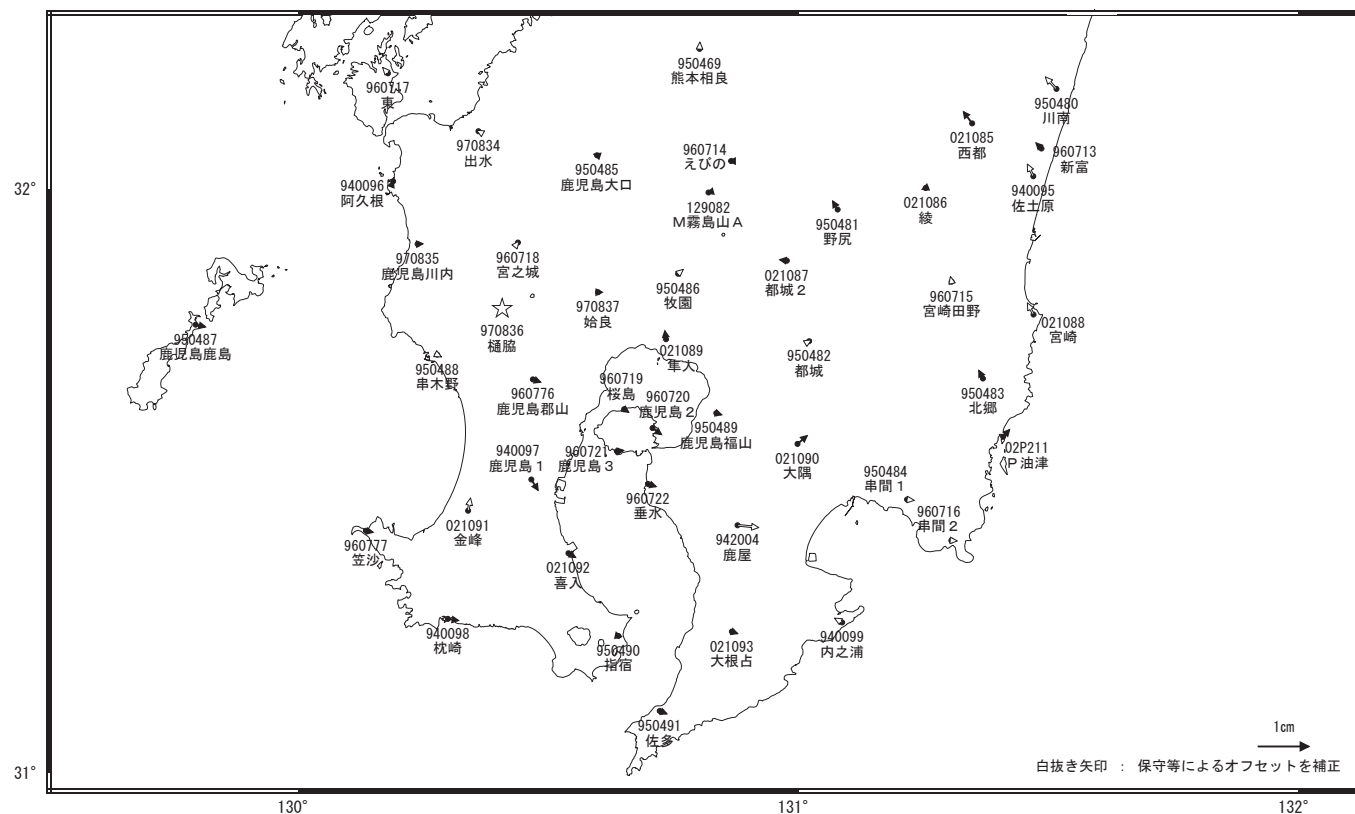 950469
熊本相良
960717
東
950480
川南
021085
西都
970834
出水
960714
えびの
960713
新富
950485
鹿児島大口
32°
940096
阿久根
940095
佐土原
129082
M霧島山A
021086
綾
950481
野尻
970835
鹿児島川内
960718
宮之城
021087
都城2
950486
牧園
960715
宮崎田野
970837
姶良
021088
宮崎
970836
樋脇
950487
鹿児島鹿島
021089
隼人
950482
都城
950488
串木野
960719
桜島
960776
鹿児島郡山
950483
北郷
960720
鹿児島2
950489
鹿児島福山
940097
鹿児島1
960721
鹿児島3
021090
大隅
02P211
P油津
950484
串間1
960722
垂水
960716
串間2
021091
金峰
942004
鹿屋
960777
笠沙
021092
喜入
940098
枕崎
950490
指宿
021093
大根占
940099
内之浦
950491
佐多
1cm
白抜き矢印 : 保守等によるオフセットを補正
31°
130°
131°
132°